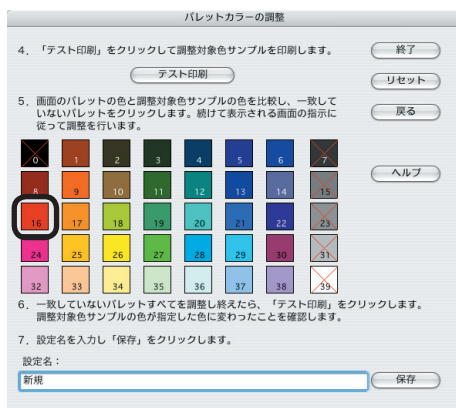 パレットカラーの調整
4. 「テスト印刷」をクリックして調整対象色サンプルを印刷します。
終了
テスト印刷
リセット
5. 画面のパレットの色と調整対象色サンプルの色を比較し、一致して
いないパレットをクリックします。続けて表示される画面の指示に
従って調整を行います。
戻る
0 1 2 3 4 5 6 7
ヘルプ
8 9 10 11 12 13 14 15
16 17 18 19 20 21 22 23
24 25 26 27 28 29 30 31
32 33 34 35 36 37 38 39
6. 一致していないパレットすべてを調整し終えたら、「テスト印刷」をクリックします。
調整対象色サンプルの色が指定した色に変わったことを確認します。
7. 設定名を入力し「保存」をクリックします。
設定名：
新規
保存